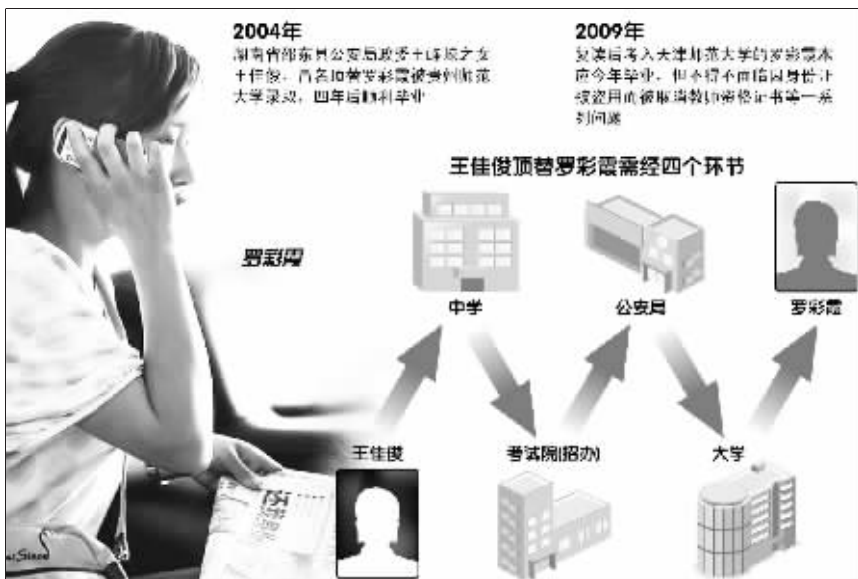 2004年
湖南省邵东县公安局政委王峥嵘之女
王佳俊，冒名顶替罗彩霞被贵州师范
大学录取，四年后顺利毕业
2009年
复读后考入天津师范大学的罗彩霞本
应今年毕业，但不得不面临因身份证
被盗用而被取消教师资格证书等一系
列问题
王佳俊顶替罗彩霞需经四个环节
罗彩霞
中学
公安局
罗彩霞
王佳俊
考试院(招办)
大学